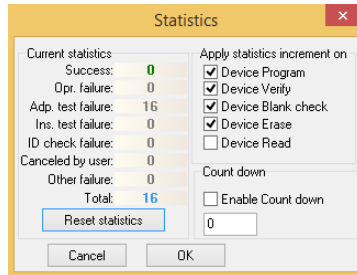 Statistics
Current statistics
Success: 0
Opr. failure: 0
Adp. test failure: 16
Ins. test failure: 0
ID check failure: 0
Canceled by user: 0
Other failure: 0
Total: 16
Reset statistics
Apply statistics increment on
Device Program
Device Verify
Device Blank check
Device Erase
Device Read
Count down
Enable Count down
0
Cancel
OK